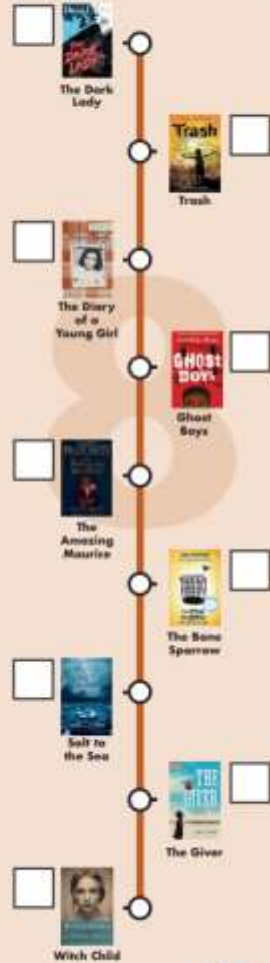 The Dark
Lady
Trash
Trash
The Diary
of a
Young Girl
8
GHOST
BOYS
Ghost
Boys
The
Amazing
Maurice
The Bone
Sparrow
Salt to
the Sea
THE
GIVER
The Giver
Witch Child